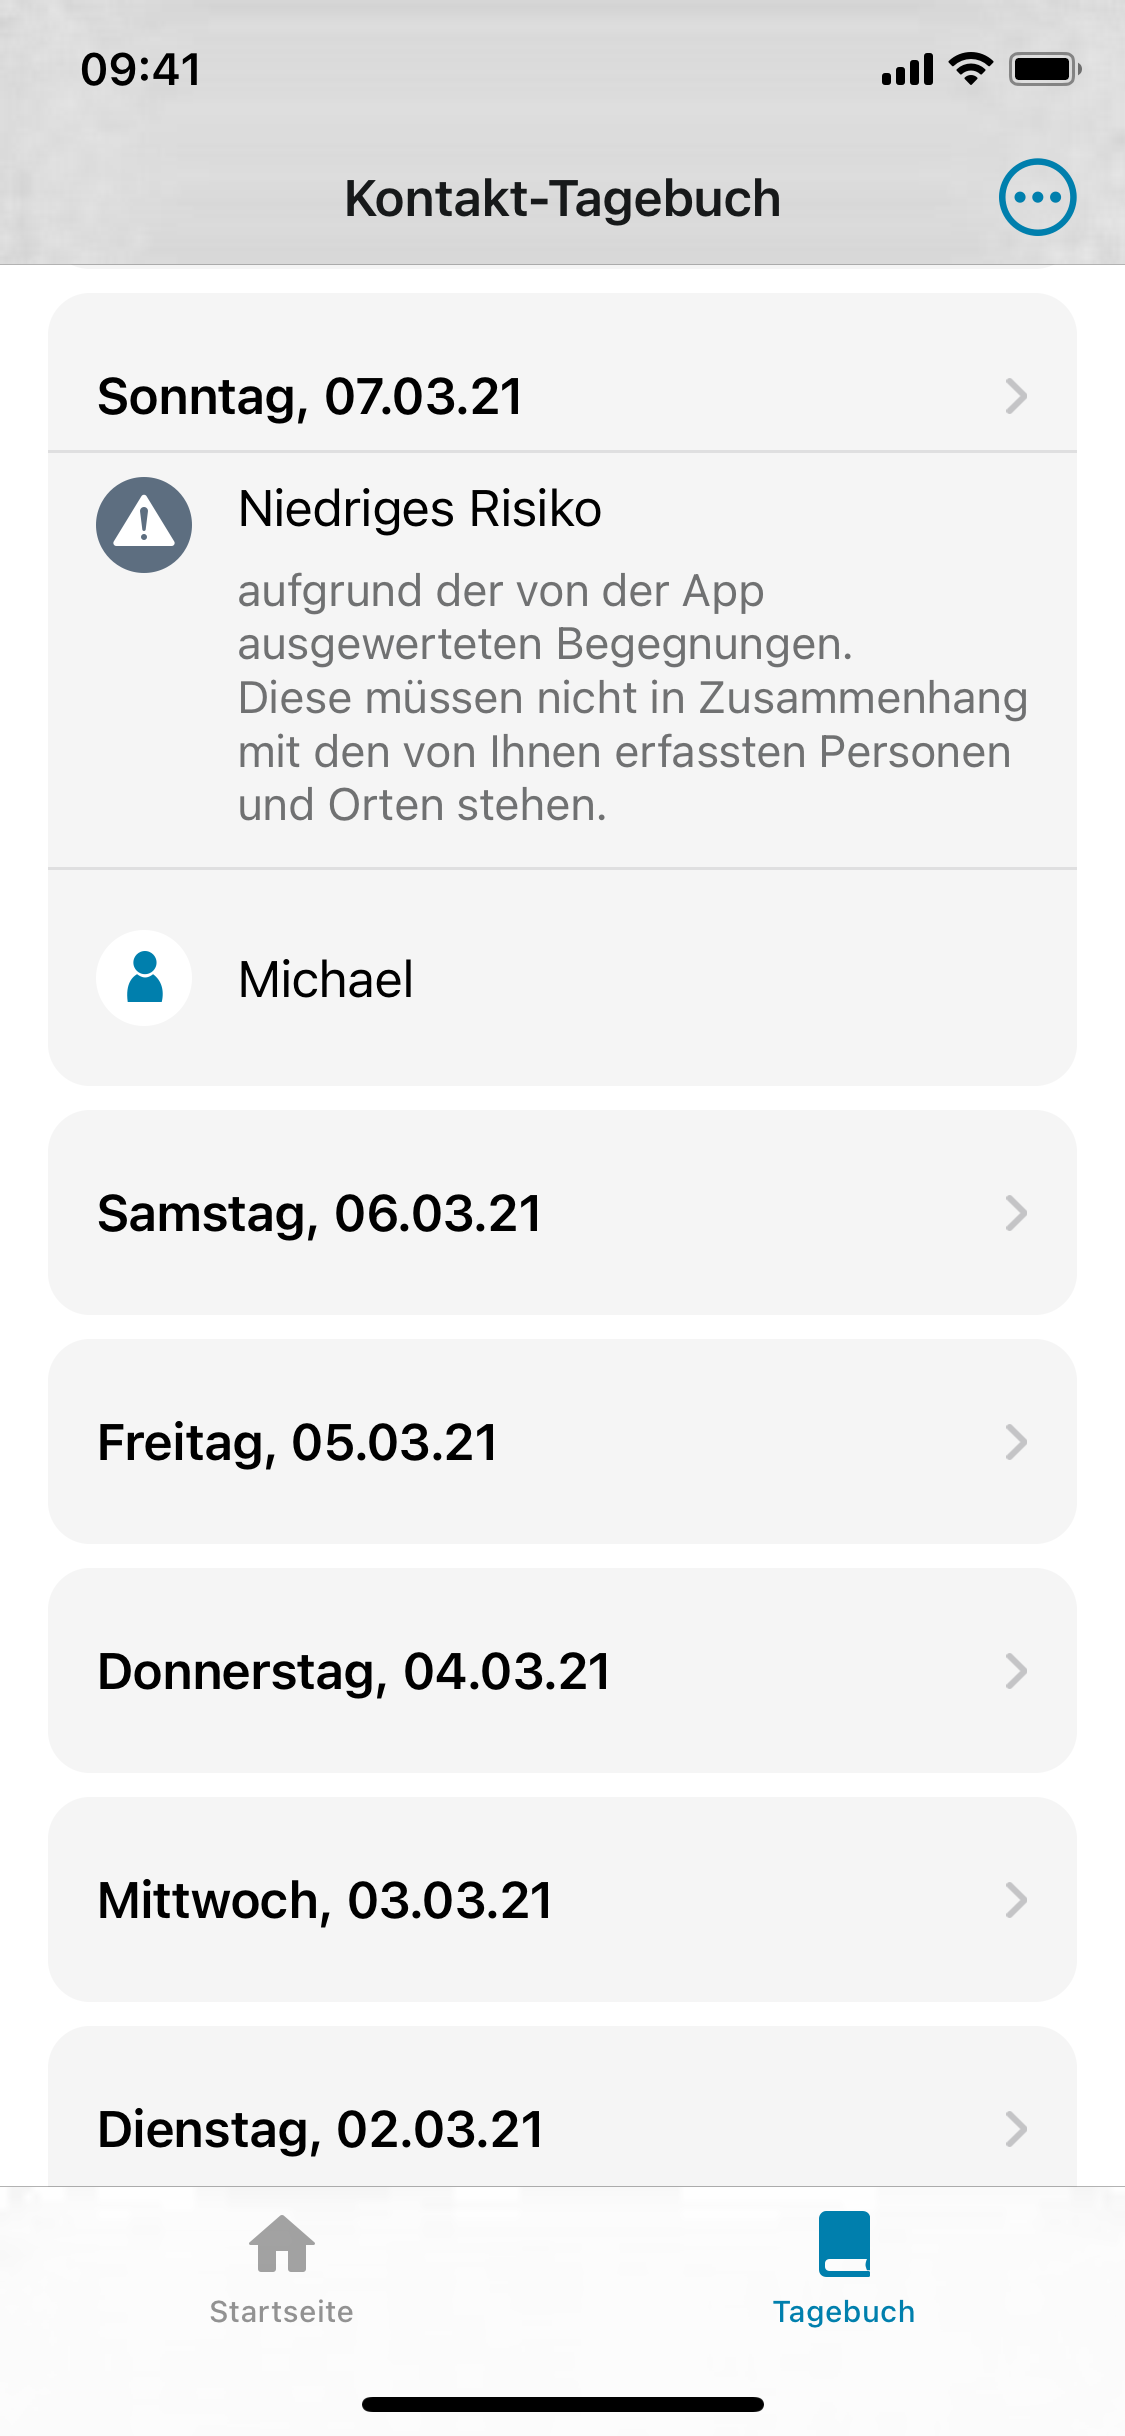 09:41
Kontakt-Tagebuch
Sonntag, 07.03.21
Niedriges Risiko
aufgrund der von der App
ausgewerteten Begegnungen.
Diese müssen nicht in Zusammenhang
mit den von Ihnen erfassten Personen
und Orten stehen.
Michael
Samstag, 06.03.21
Freitag, 05.03.21
Donnerstag, 04.03.21
Mittwoch, 03.03.21
Dienstag, 02.03.21
Startseite
Tagebuch